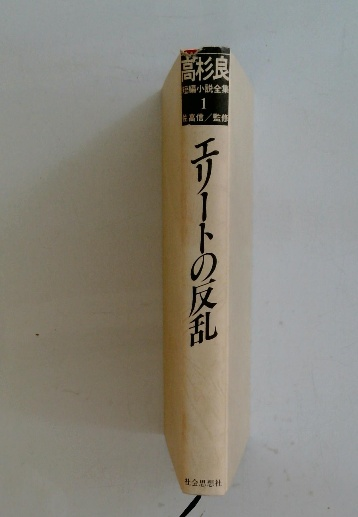 高杉良
短編小説全集
1
佐高信/監修
エリートの反乱
社会思想社